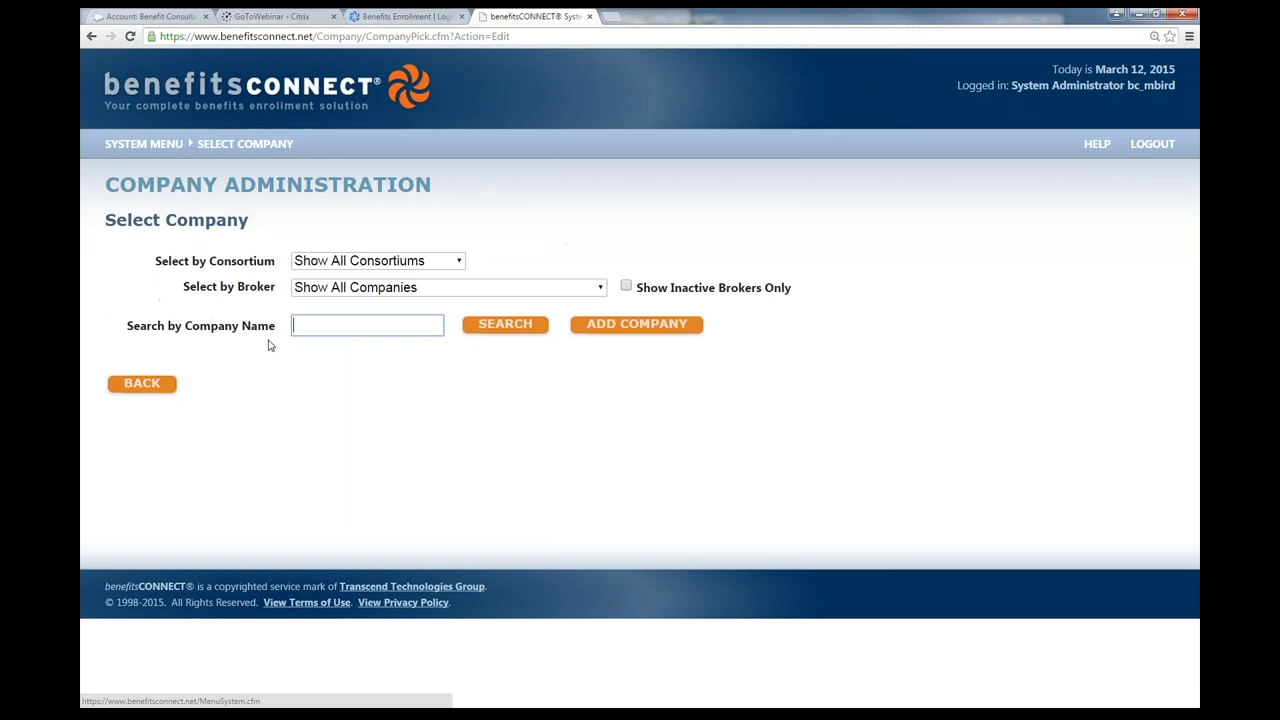 Account: Benefit Consulti
GoToWebinar - Citrix
Benefits Enrollment | Logi
benefitsCONNECT® Syst
https://www.benefitsconnect.net/Company/CompanyPick.cfm?Action=Edit
benefitsCONNECT®
Your complete benefits enrollment solution
Today is March 12, 2015
Logged in: System Administrator bc_mbird
SYSTEM MENU SELECT COMPANY
HELP LOGOUT
COMPANY ADMINISTRATION
Select Company
Select by Consortium Show All Consortiums
Select by Broker Show All Companies Show Inactive Brokers Only
Search by Company Name SEARCH ADD COMPANY
BACK
benefitsCONNECT® is a copyrighted service mark of Transcend Technologies Group.
© 1998-2015. All Rights Reserved. View Terms of Use. View Privacy Policy.
https://www.benefitsconnect.net/MenuSystem.cfm